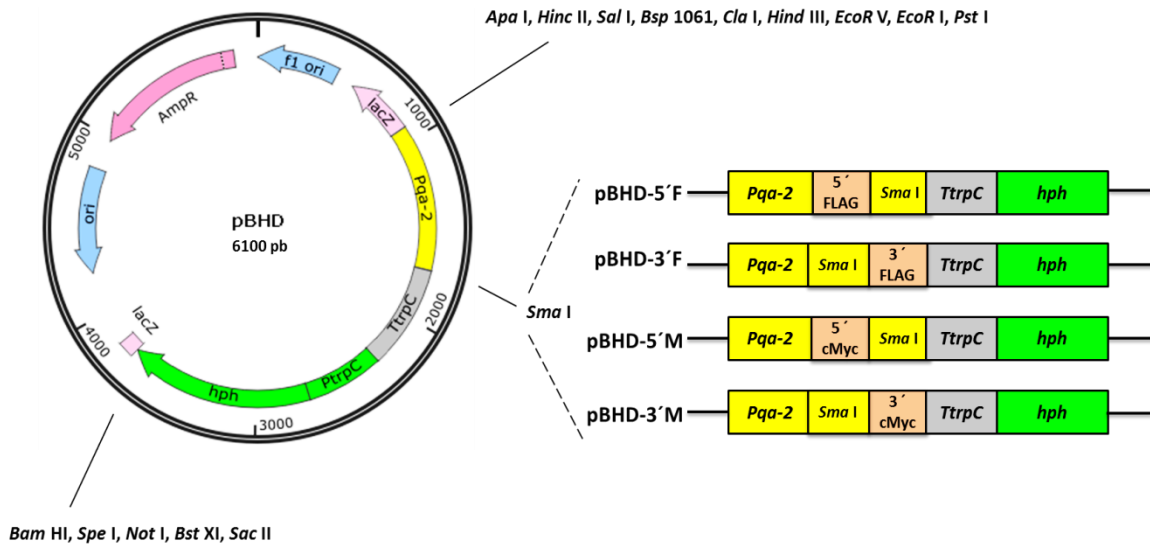 Apa I, Hinc II, Sal I, Bsp 1061, Cla I, Hind III, EcoR V, EcoR I, Pst I
f1 ori
AmpR
lacZ
1000
5000
Pqa-2
ori
pBHD
6100 pb
2000
TtrpC
lacZ
4000
PtrpC
hph
3000
Sma I
pBHD-5´F
Pqa-2
5´
FLAG
Sma I
TtrpC
hph
pBHD-3´F
Pqa-2
Sma I
3´
FLAG
TtrpC
hph
pBHD-5´M
Pqa-2
5´
cMyc
Sma I
TtrpC
hph
pBHD-3´M
Pqa-2
Sma I
3´
cMyc
TtrpC
hph
Bam HI, Spe I, Not I, Bst XI, Sac II